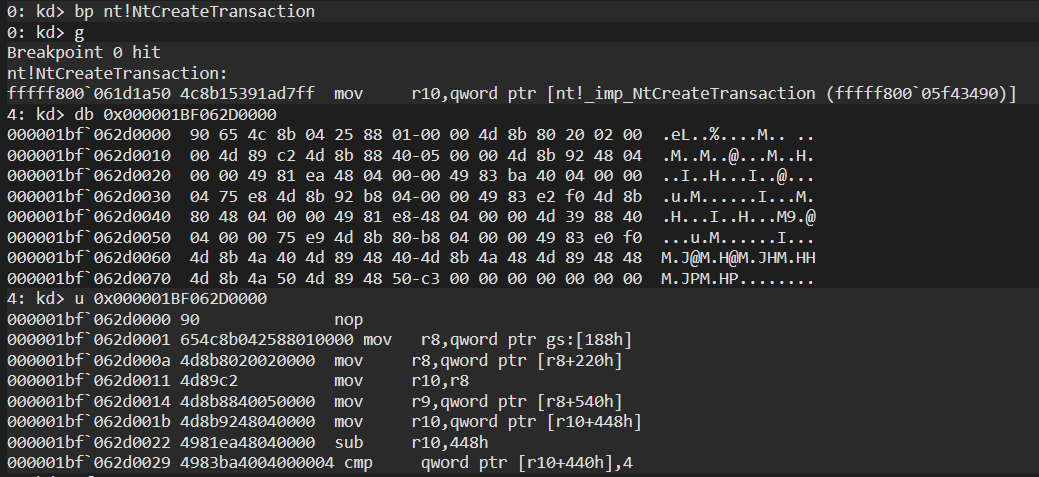 0: kd> bp nt!NtCreateTransaction
0: kd> g
Breakpoint 0 hit
nt!NtCreateTransaction:
fffff800`061d1a50 4c8b15391ad7ff  mov     r10,qword ptr [nt!_imp_NtCreateTransaction (fffff800`05f43490)]
4: kd> db 0x000001BF062D0000
000001bf`062d0000  90 65 4c 8b 04 25 88 01-00 00 4d 8b 80 20 02 00  .eL..%....M.. ..
000001bf`062d0010  00 4d 89 c2 4d 8b 88 40-05 00 00 4d 8b 92 48 04  .M..M..@...M..H.
000001bf`062d0020  00 00 49 81 ea 48 04 00-00 49 83 ba 40 04 00 00  ..I..H...I..@...
000001bf`062d0030  04 75 e8 4d 8b 92 b8 04-00 00 49 83 e2 f0 4d 8b  .u.M......I...M.
000001bf`062d0040  80 48 04 00 00 49 81 e8-48 04 00 00 4d 39 88 40  .H...I..H...M9.@
000001bf`062d0050  04 00 00 75 e9 4d 8b 80-b8 04 00 00 49 83 e0 f0  ...u.M......I...
000001bf`062d0060  4d 8b 4a 40 4d 89 48 40-4d 8b 4a 48 4d 89 48 48  M.J@M.H@M.JHM.HH
000001bf`062d0070  4d 8b 4a 50 4d 89 48 50-c3 00 00 00 00 00 00 00  M.JPM.HP........
4: kd> u 0x000001BF062D0000
000001bf`062d0000 90              nop
000001bf`062d0001 654c8b042588010000 mov   r8,qword ptr gs:[188h]
000001bf`062d000a 4d8b8020020000  mov     r8,qword ptr [r8+220h]
000001bf`062d0011 4d89c2          mov     r10,r8
000001bf`062d0014 4d8b8840050000  mov     r9,qword ptr [r8+540h]
000001bf`062d001b 4d8b9248040000  mov     r10,qword ptr [r10+448h]
000001bf`062d0022 4981ea48040000  sub     r10,448h
000001bf`062d0029 4983ba4004000004 cmp     qword ptr [r10+440h],4